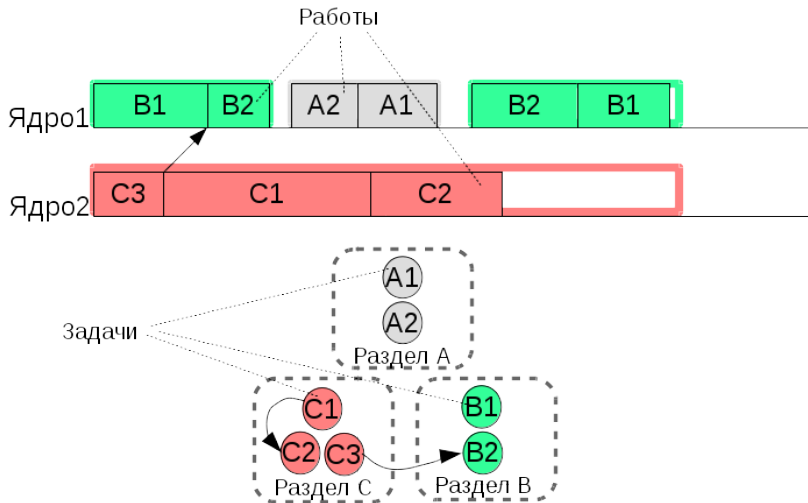 Работы
Ядро1 B1 B2 A2 A1 B2 B1
Ядро2 C3 C1 C2
A1
A2
Задачи
Раздел А
C1 B1
C2 C3 B2
Раздел С Раздел В